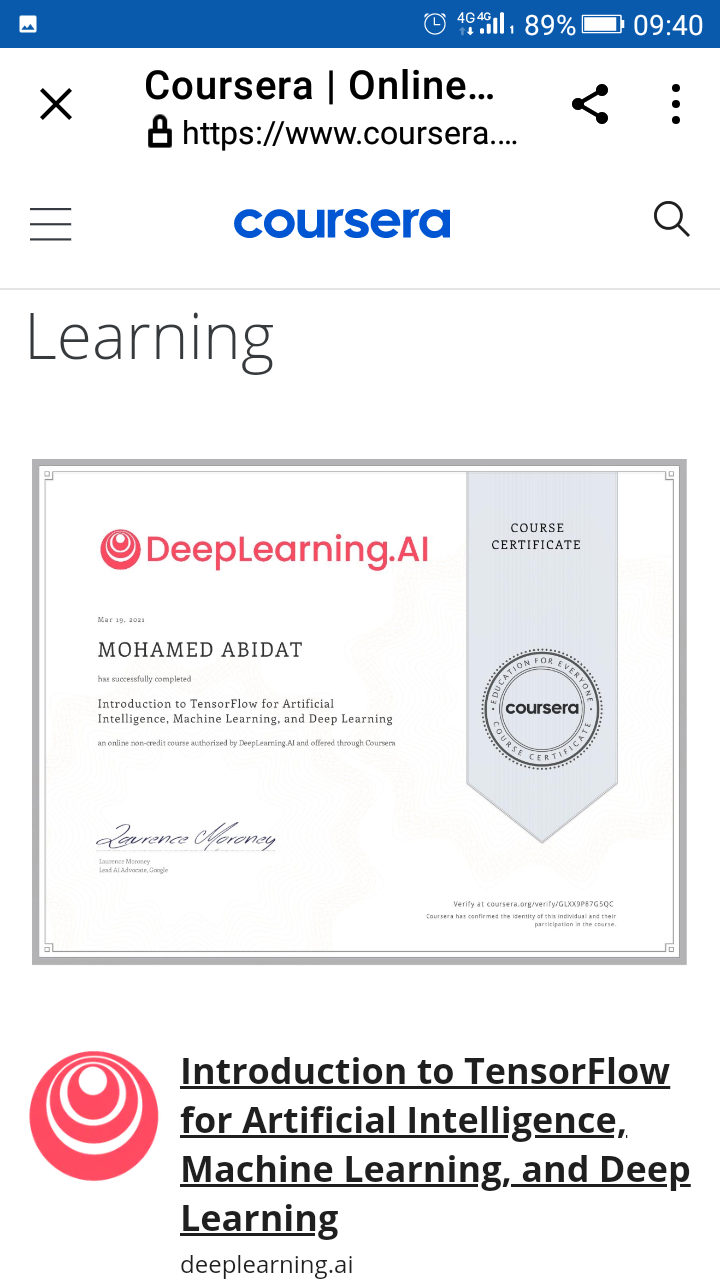 4G 4G 1 89% 09:40
Coursera | Online...
https://www.coursera....
coursera
Learning
DeepLearning.AI
COURSE
CERTIFICATE
Mar 19, 2021
MOHAMED ABIDAT
has successfully completed
Introduction to TensorFlow for Artificial
Intelligence, Machine Learning, and Deep Learning
an online non-credit course authorized by DeepLearning.AI and offered through Coursera
EDUCATION FOR EVERYONE
coursera
COURSE CERTIFICATE
Laurence Moroney
Laurence Moroney
Lead AI Advocate, Google
Verify at coursera.org/verify/GLXX9P87G5QC
Coursera has confirmed the identity of this individual and their
participation in the course.
Introduction to TensorFlow
for Artificial Intelligence,
Machine Learning, and Deep
Learning
deeplearning.ai